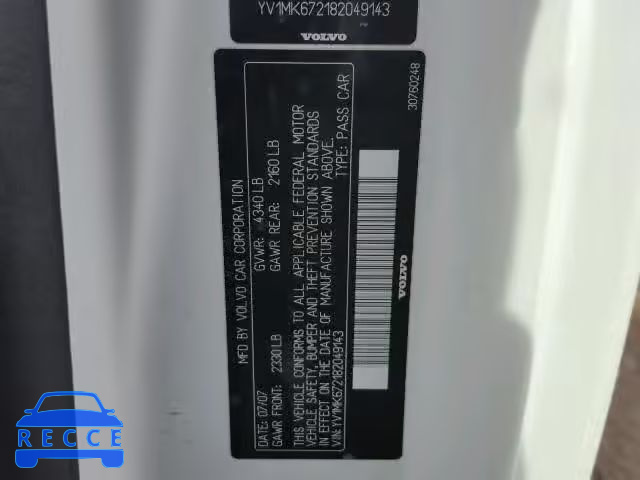 YV1MK672182049143
VOLVO
MFD BY VOLVO CAR CORPORATION
DATE: 07/07 GVWR: 4340 LB
GAWR FRONT: 2330 LB GAWR REAR: 2160 LB
THIS VEHICLE CONFORMS TO ALL APPLICABLE FEDERAL MOTOR
VEHICLE SAFETY, BUMPER AND THEFT PREVENTION STANDARDS
IN EFFECT ON THE DATE OF MANUFACTURE SHOWN ABOVE.
VIN: YV1MK672182049143 TYPE: PASS CAR
VOLVO
30760248
RECCE